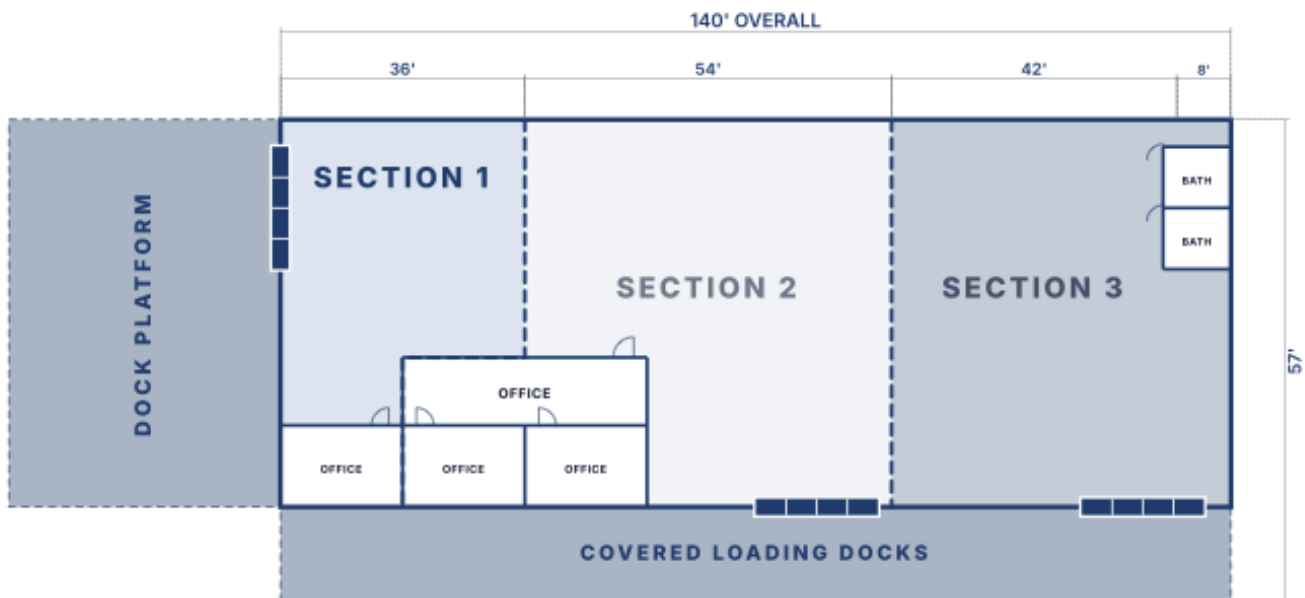 140' OVERALL
36'
54'
42'
8'
SECTION 1
BATH
DOCK PLATFORM
BATH
SECTION 2
SECTION 3
57'
OFFICE
OFFICE
OFFICE
OFFICE
COVERED LOADING DOCKS